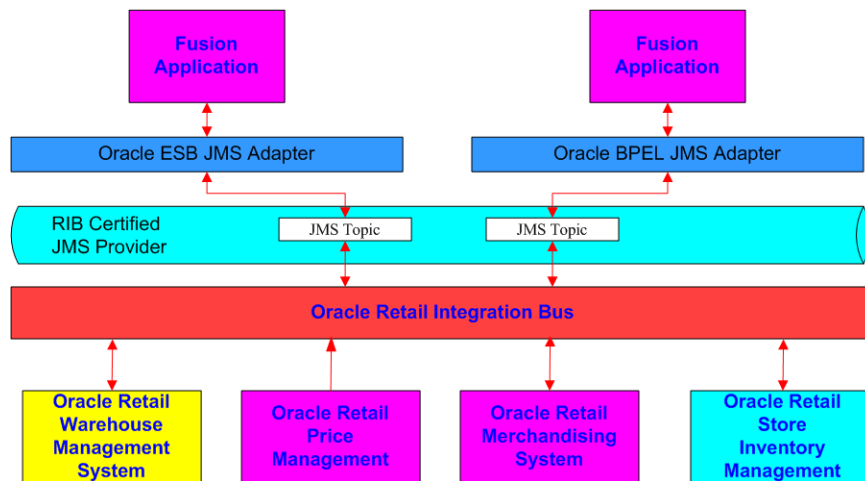 Fusion
Application
Fusion
Application
Oracle ESB JMS Adapter
Oracle BPEL JMS Adapter
RIB Certified
JMS Provider
JMS Topic
JMS Topic
Oracle Retail Integration Bus
Oracle Retail
Warehouse
Management
System
Oracle Retail
Price
Management
Oracle Retail
Merchandising
System
Oracle Retail
Store
Inventory
Management